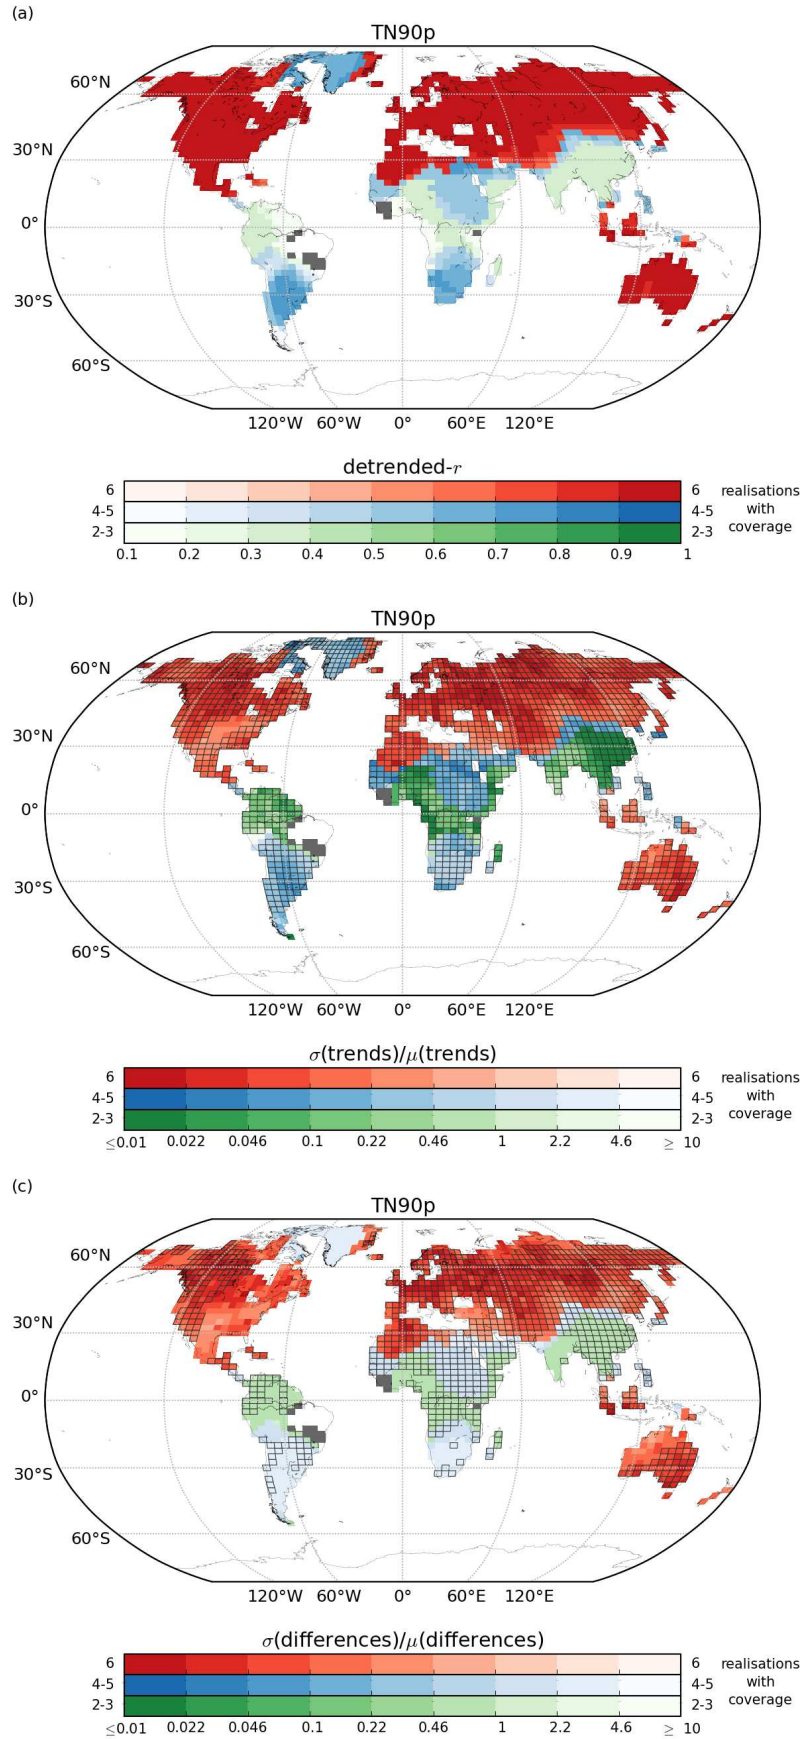 (a)
TN90p
60°N
30°N
0°
30°S
60°S
120°W 60°W 0° 60°E 120°E
detrended-r
6 6 realisations
4-5 4-5 with
2-3 2-3 coverage
0.1 0.2 0.3 0.4 0.5 0.6 0.7 0.8 0.9 1
(b)
TN90p
60°N
30°N
0°
30°S
60°S
120°W 60°W 0° 60°E 120°E
σ(trends)/μ(trends)
6 6 realisations
4-5 4-5 with
2-3 2-3 coverage
≤0.01 0.022 0.046 0.1 0.22 0.46 1 2.2 4.6 ≥ 10
(c)
TN90p
60°N
30°N
0°
30°S
60°S
120°W 60°W 0° 60°E 120°E
σ(differences)/μ(differences)
6 6 realisations
4-5 4-5 with
2-3 2-3 coverage
≤0.01 0.022 0.046 0.1 0.22 0.46 1 2.2 4.6 ≥ 10